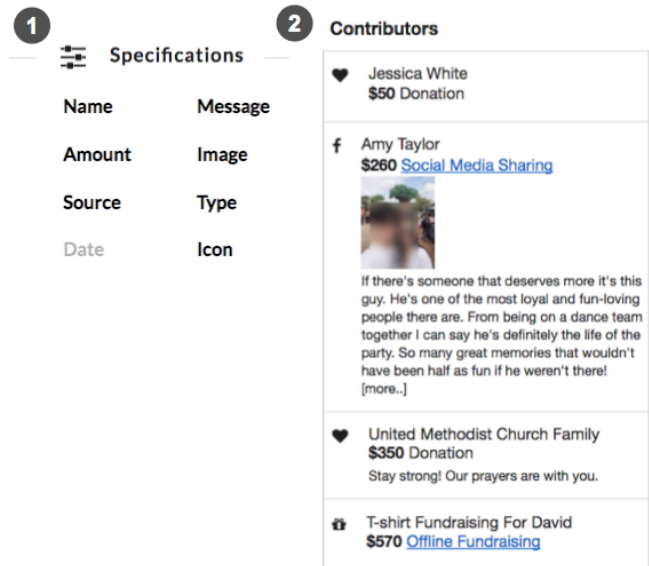 1
Specifications
Name Message
Amount Image
Source Type
Date Icon
2
Contributors
Jessica White
$50 Donation
Amy Taylor
$260 Social Media Sharing
If there's someone that deserves more it's this
guy. He's one of the most loyal and fun-loving
people there are. From being on a dance team
together I can say he's definitely the life of the
party. So many great memories that wouldn't
have been half as fun if he weren't there!
[more..]
United Methodist Church Family
$350 Donation
Stay strong! Our prayers are with you.
T-shirt Fundraising For David
$570 Offline Fundraising